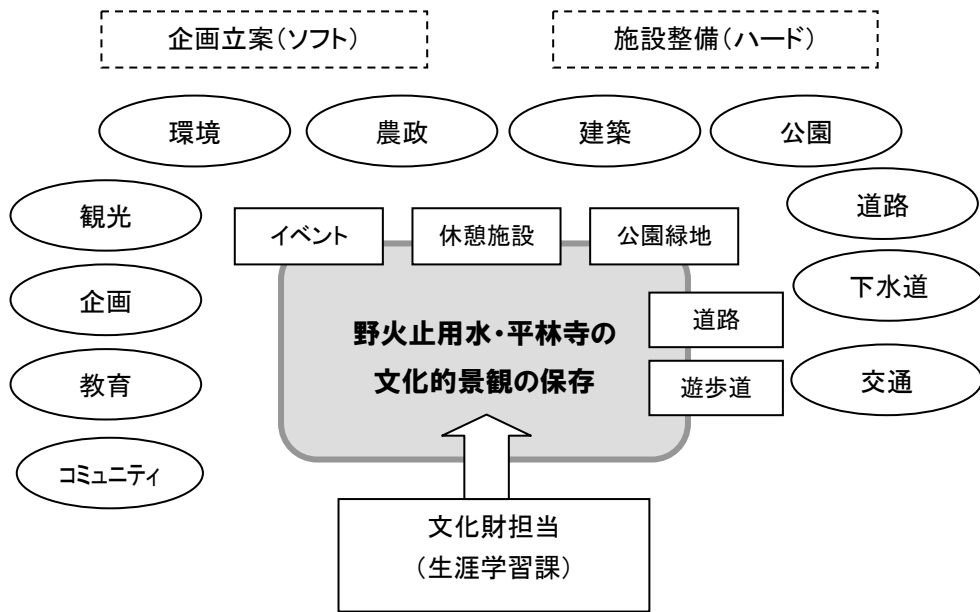 企画立案(ソフト)
施設整備(ハード)
環境
農政
建築
公園
観光
道路
イベント
休憩施設
公園緑地
企画
下水道
野火止用水・平林寺の
文化的景観の保存
道路
教育
遊歩道
交通
コミュニティ
文化財担当
(生涯学習課)